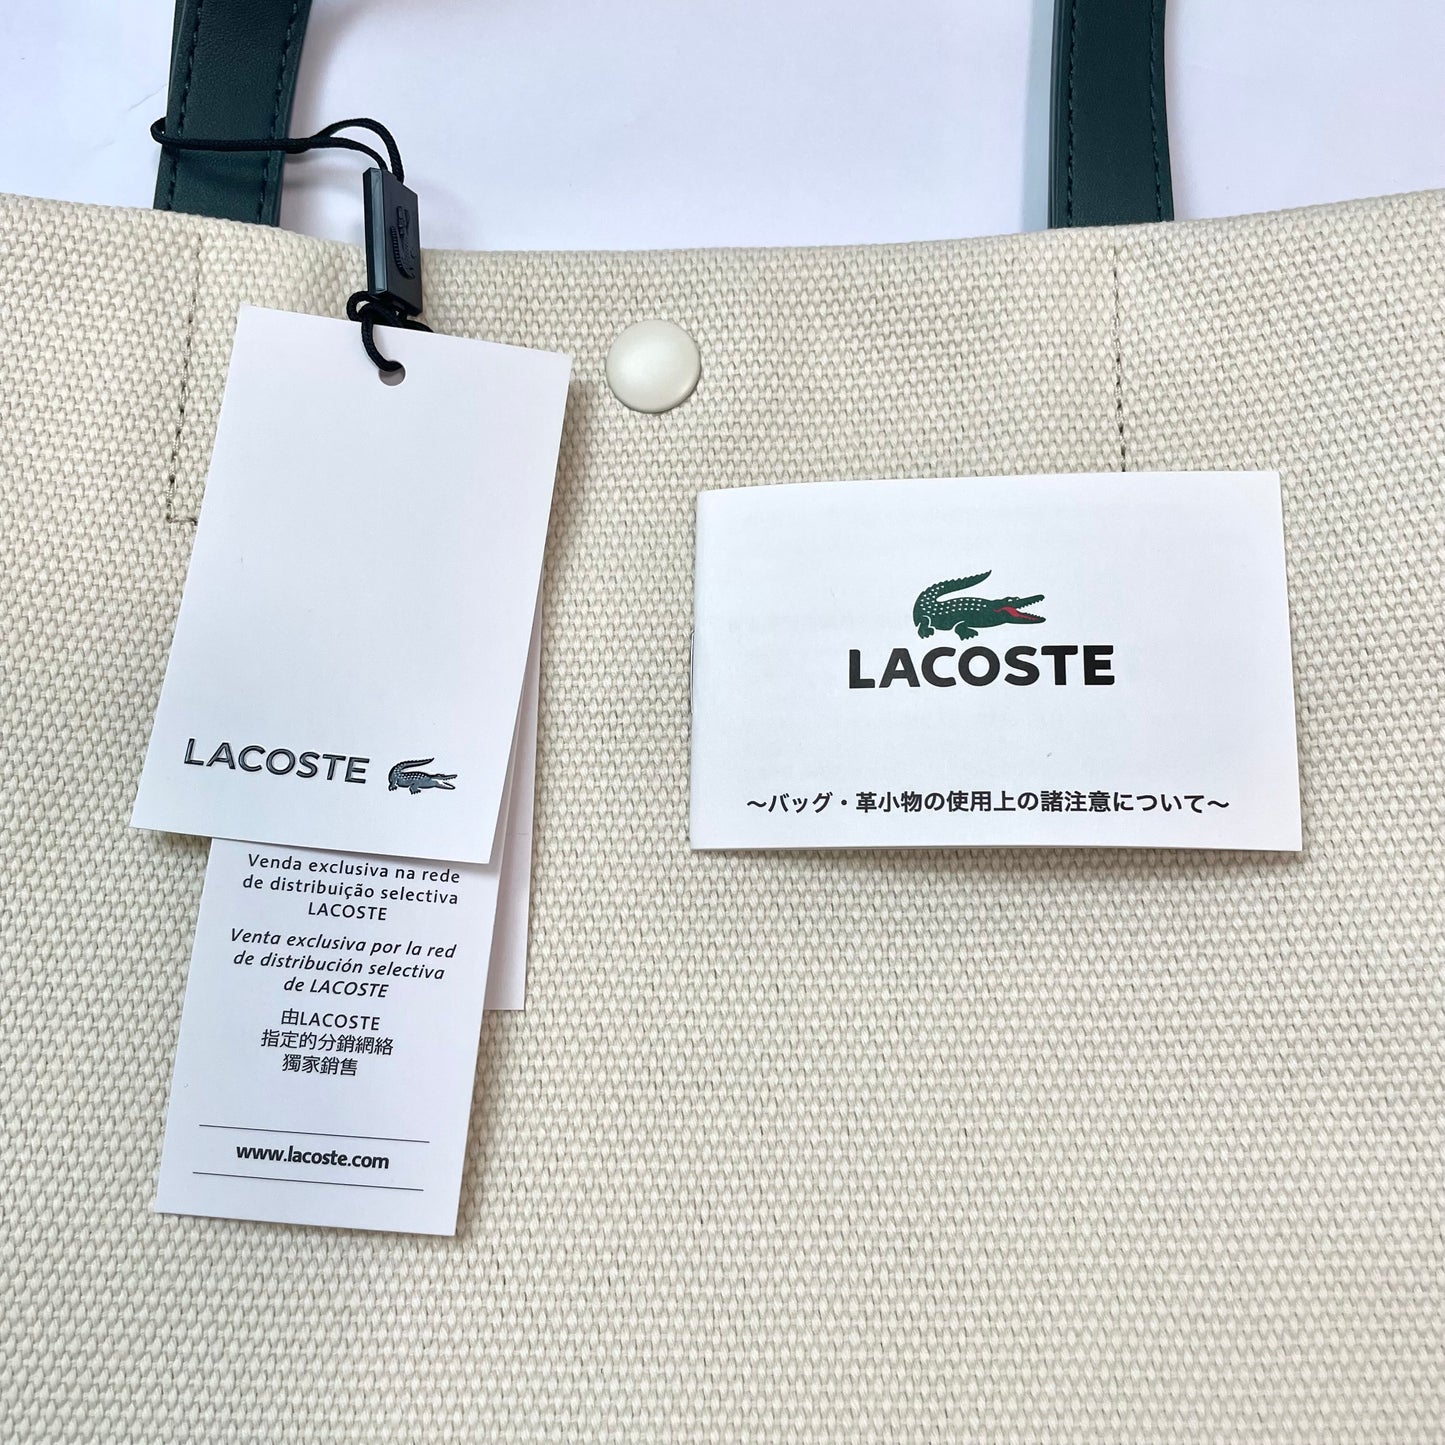 LACOSTE
Venda exclusiva na rede
de distribuição selectiva
LACOSTE
Venta exclusiva por la red
de distribución selectiva
de LACOSTE
由LACOSTE
指定的分銷網絡
獨家銷售
www.lacoste.com
LACOSTE
～バッグ・革小物の使用上の諸注意について～